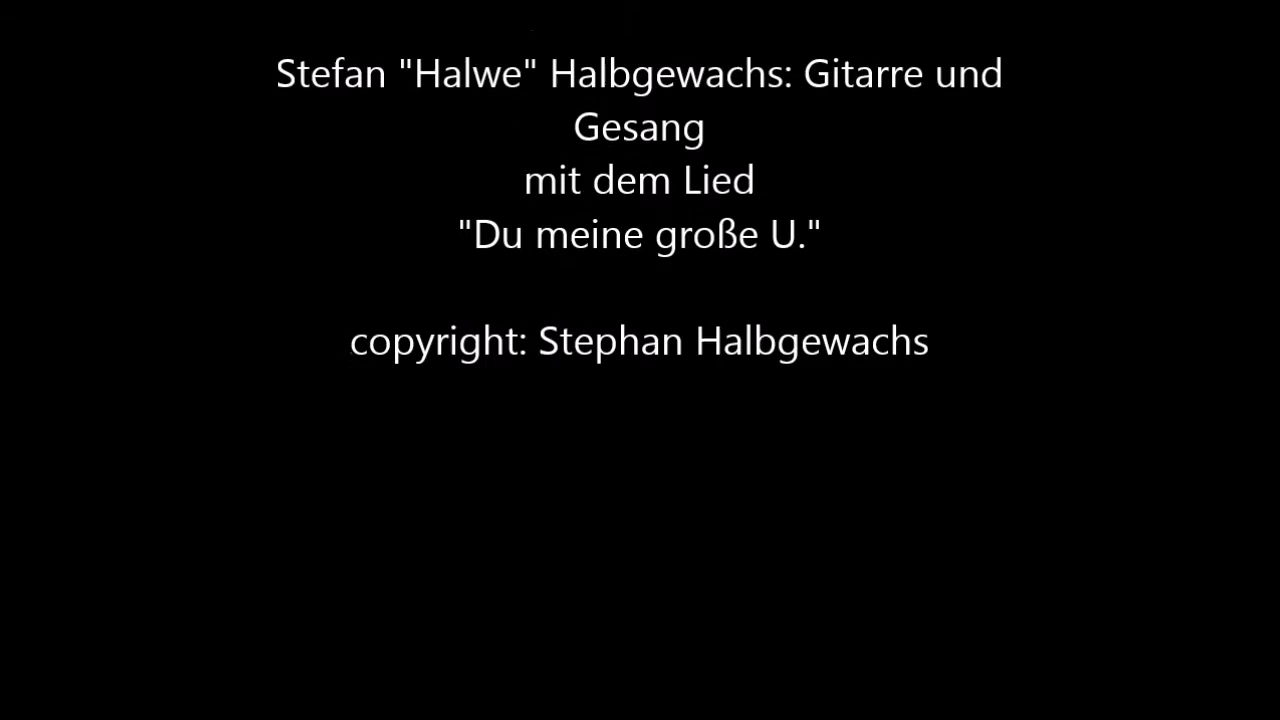 Stefan "Halwe" Halbgewachs: Gitarre und
Gesang
mit dem Lied
"Du meine große U."
copyright: Stephan Halbgewachs